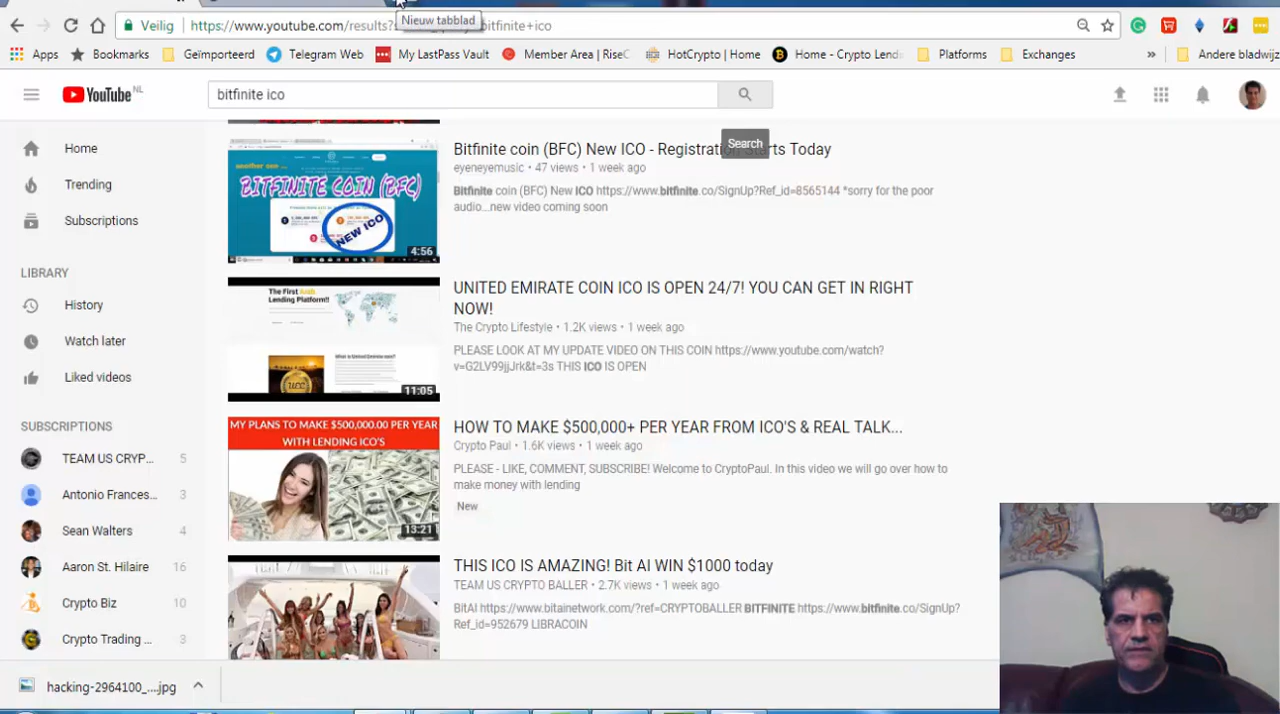 Nieuw tabblad
Veilig https://www.youtube.com/results?s bitfinite+ico
Apps Bookmarks Geïmporteerd Telegram Web My LastPass Vault Member Area | RiseC HotCrypto | Home Home - Crypto Lend Platforms Exchanges » Andere bladwij
YouTube NL
bitfinite ico
Search
Home
Trending
Subscriptions
LIBRARY
History
Watch later
Liked videos
SUBSCRIPTIONS
TEAM US CRYP... 5
Antonio Frances... 3
Sean Walters 4
Aaron St. Hilaire 16
Crypto Biz 10
Crypto Trading ... 3
another one...
BITFINITE COIN (BFC)
NEW ICO
4:56
Bitfinite coin (BFC) New ICO - Registration Starts Today
eyeneyemusic • 47 views • 1 week ago
Bitfinite coin (BFC) New ICO https://www.bitfinite.co/SignUp?Ref_id=8565144 *sorry for the poor
audio...new video coming soon
The First Arab
Lending Platform!!
What is United Emirate coin?
11:05
UNITED EMIRATE COIN ICO IS OPEN 24/7! YOU CAN GET IN RIGHT
NOW!
The Crypto Lifestyle • 1.2K views • 1 week ago
PLEASE LOOK AT MY UPDATE VIDEO ON THIS COIN https://www.youtube.com/watch?
v=G2LV99jjJrk&t=3s THIS ICO IS OPEN
MY PLANS TO MAKE $500,000.00 PER YEAR
WITH LENDING ICO'S
13:21
HOW TO MAKE $500,000+ PER YEAR FROM ICO'S & REAL TALK...
Crypto Paul • 1.6K views • 1 week ago
PLEASE - LIKE, COMMENT, SUBSCRIBE! Welcome to CryptoPaul. In this video we will go over how to
make money with lending
New
THIS ICO IS AMAZING! Bit AI WIN $1000 today
TEAM US CRYPTO BALLER • 2.7K views • 1 week ago
BitAI https://www.bitainetwork.com/?ref=CRYPTOBALLER BITFINITE https://www.bitfinite.co/SignUp?
Ref_id=952679 LIBRACOIN
hacking-2964100_....jpg